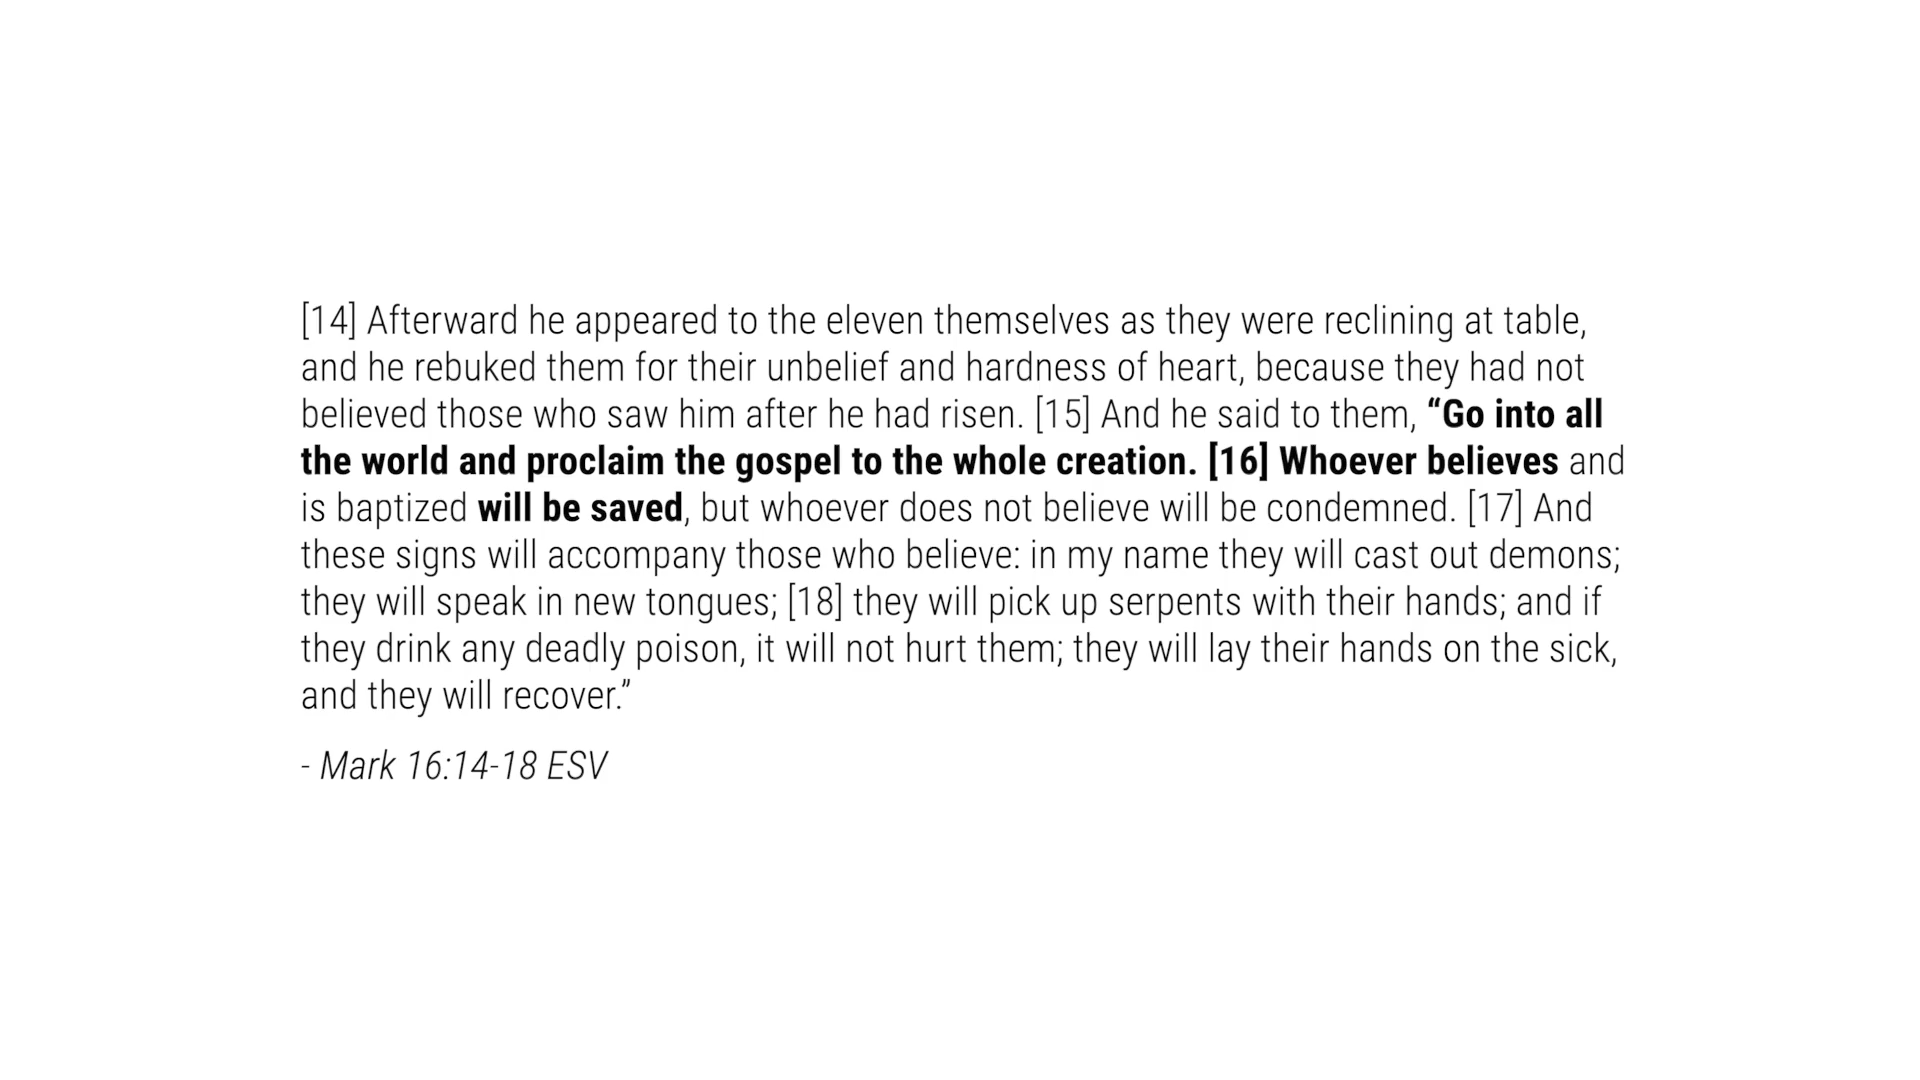 [14] Afterward he appeared to the eleven themselves as they were reclining at table,
and he rebuked them for their unbelief and hardness of heart, because they had not
believed those who saw him after he had risen. [15] And he said to them, “Go into all
the world and proclaim the gospel to the whole creation. [16] Whoever believes and
is baptized will be saved, but whoever does not believe will be condemned. [17] And
these signs will accompany those who believe: in my name they will cast out demons;
they will speak in new tongues; [18] they will pick up serpents with their hands; and if
they drink any deadly poison, it will not hurt them; they will lay their hands on the sick,
and they will recover.”
- Mark 16:14-18 ESV